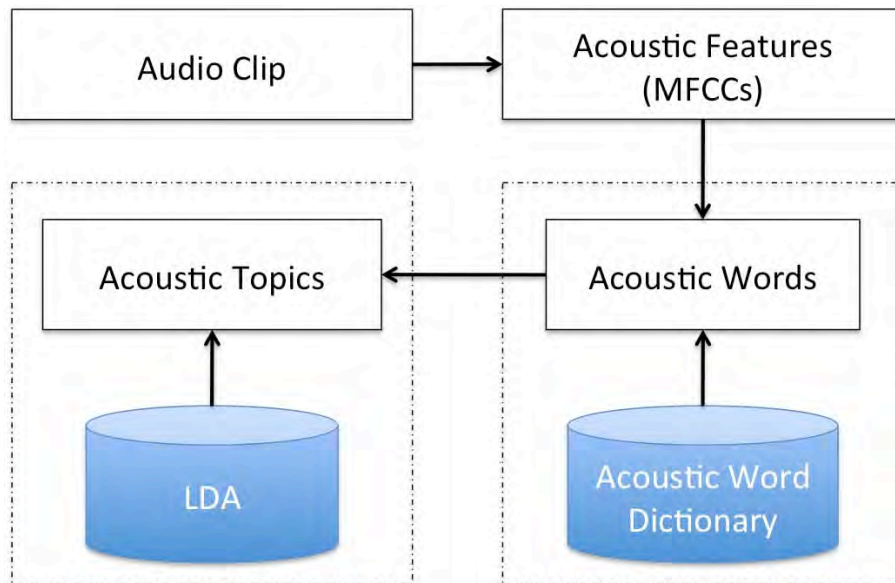 Audio Clip
Acoustic Features
(MFCCs)
Acoustic Topics
Acoustic Words
LDA
Acoustic Word
Dictionary